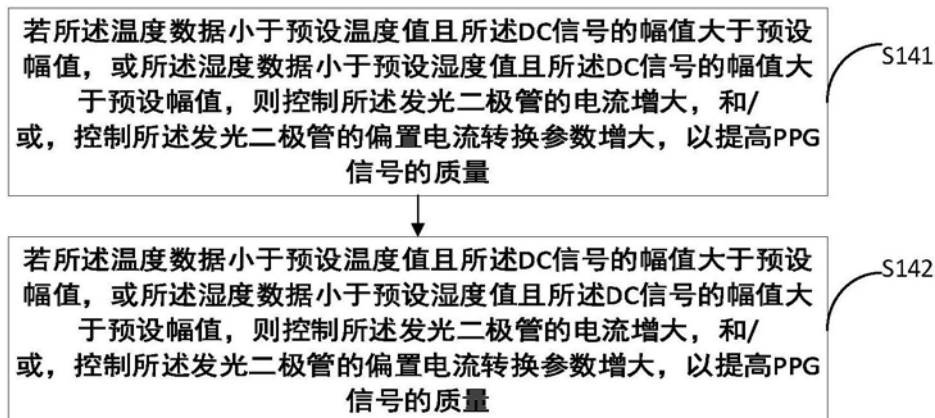 若所述温度数据小于预设温度值且所述DC信号的幅值大于预设
幅值，或所述湿度数据小于预设湿度值且所述DC信号的幅值大
于预设幅值，则控制所述发光二极管的电流增大，和/
或，控制所述发光二极管的偏置电流转换参数增大，以提高PPG
信号的质量
S141
若所述温度数据小于预设温度值且所述DC信号的幅值大于预设
幅值，或所述湿度数据小于预设湿度值且所述DC信号的幅值大
于预设幅值，则控制所述发光二极管的电流增大，和/
或，控制所述发光二极管的偏置电流转换参数增大，以提高PPG
信号的质量
S142